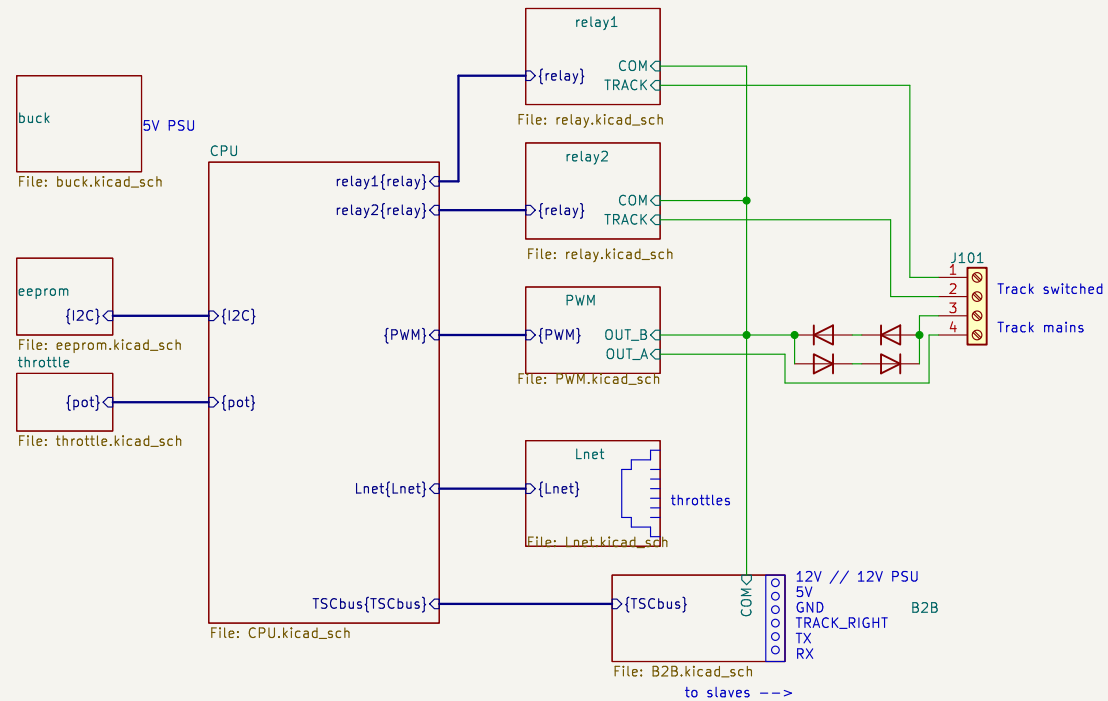 relay1
COM
{relay}
TRACK
File: relay.kicad_sch
buck
5V PSU
File: buck.kicad_sch
CPU
relay1{relay}
relay2{relay}
relay2
COM
{relay}
TRACK
File: relay.kicad_sch
J101
1
2
3
4
Track switched
Track mains
eeprom
{I2C}
{I2C}
File: eeprom.kicad_sch
PWM
{PWM}
{PWM}
OUT_B
OUT_A
File: PWM.kicad_sch
throttle
{pot}
{pot}
File: throttle.kicad_sch
Lnet
Lnet{Lnet}
{Lnet}
throttles
File: Lnet.kicad_sch
TSCbus{TSCbus}
{TSCbus}
COM
12V // 12V PSU
5V
GND
TRACK_RIGHT
TX
RX
B2B
File: CPU.kicad_sch
File: B2B.kicad_sch
to slaves -->